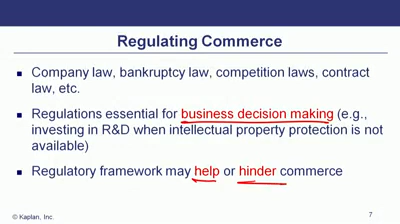 Regulating Commerce
▪ Company law, bankruptcy law, competition laws, contract
law, etc.
▪ Regulations essential for business decision making (e.g.,
investing in R&D when intellectual property protection is not
available)
▪ Regulatory framework may help or hinder commerce
© Kaplan, Inc.
7